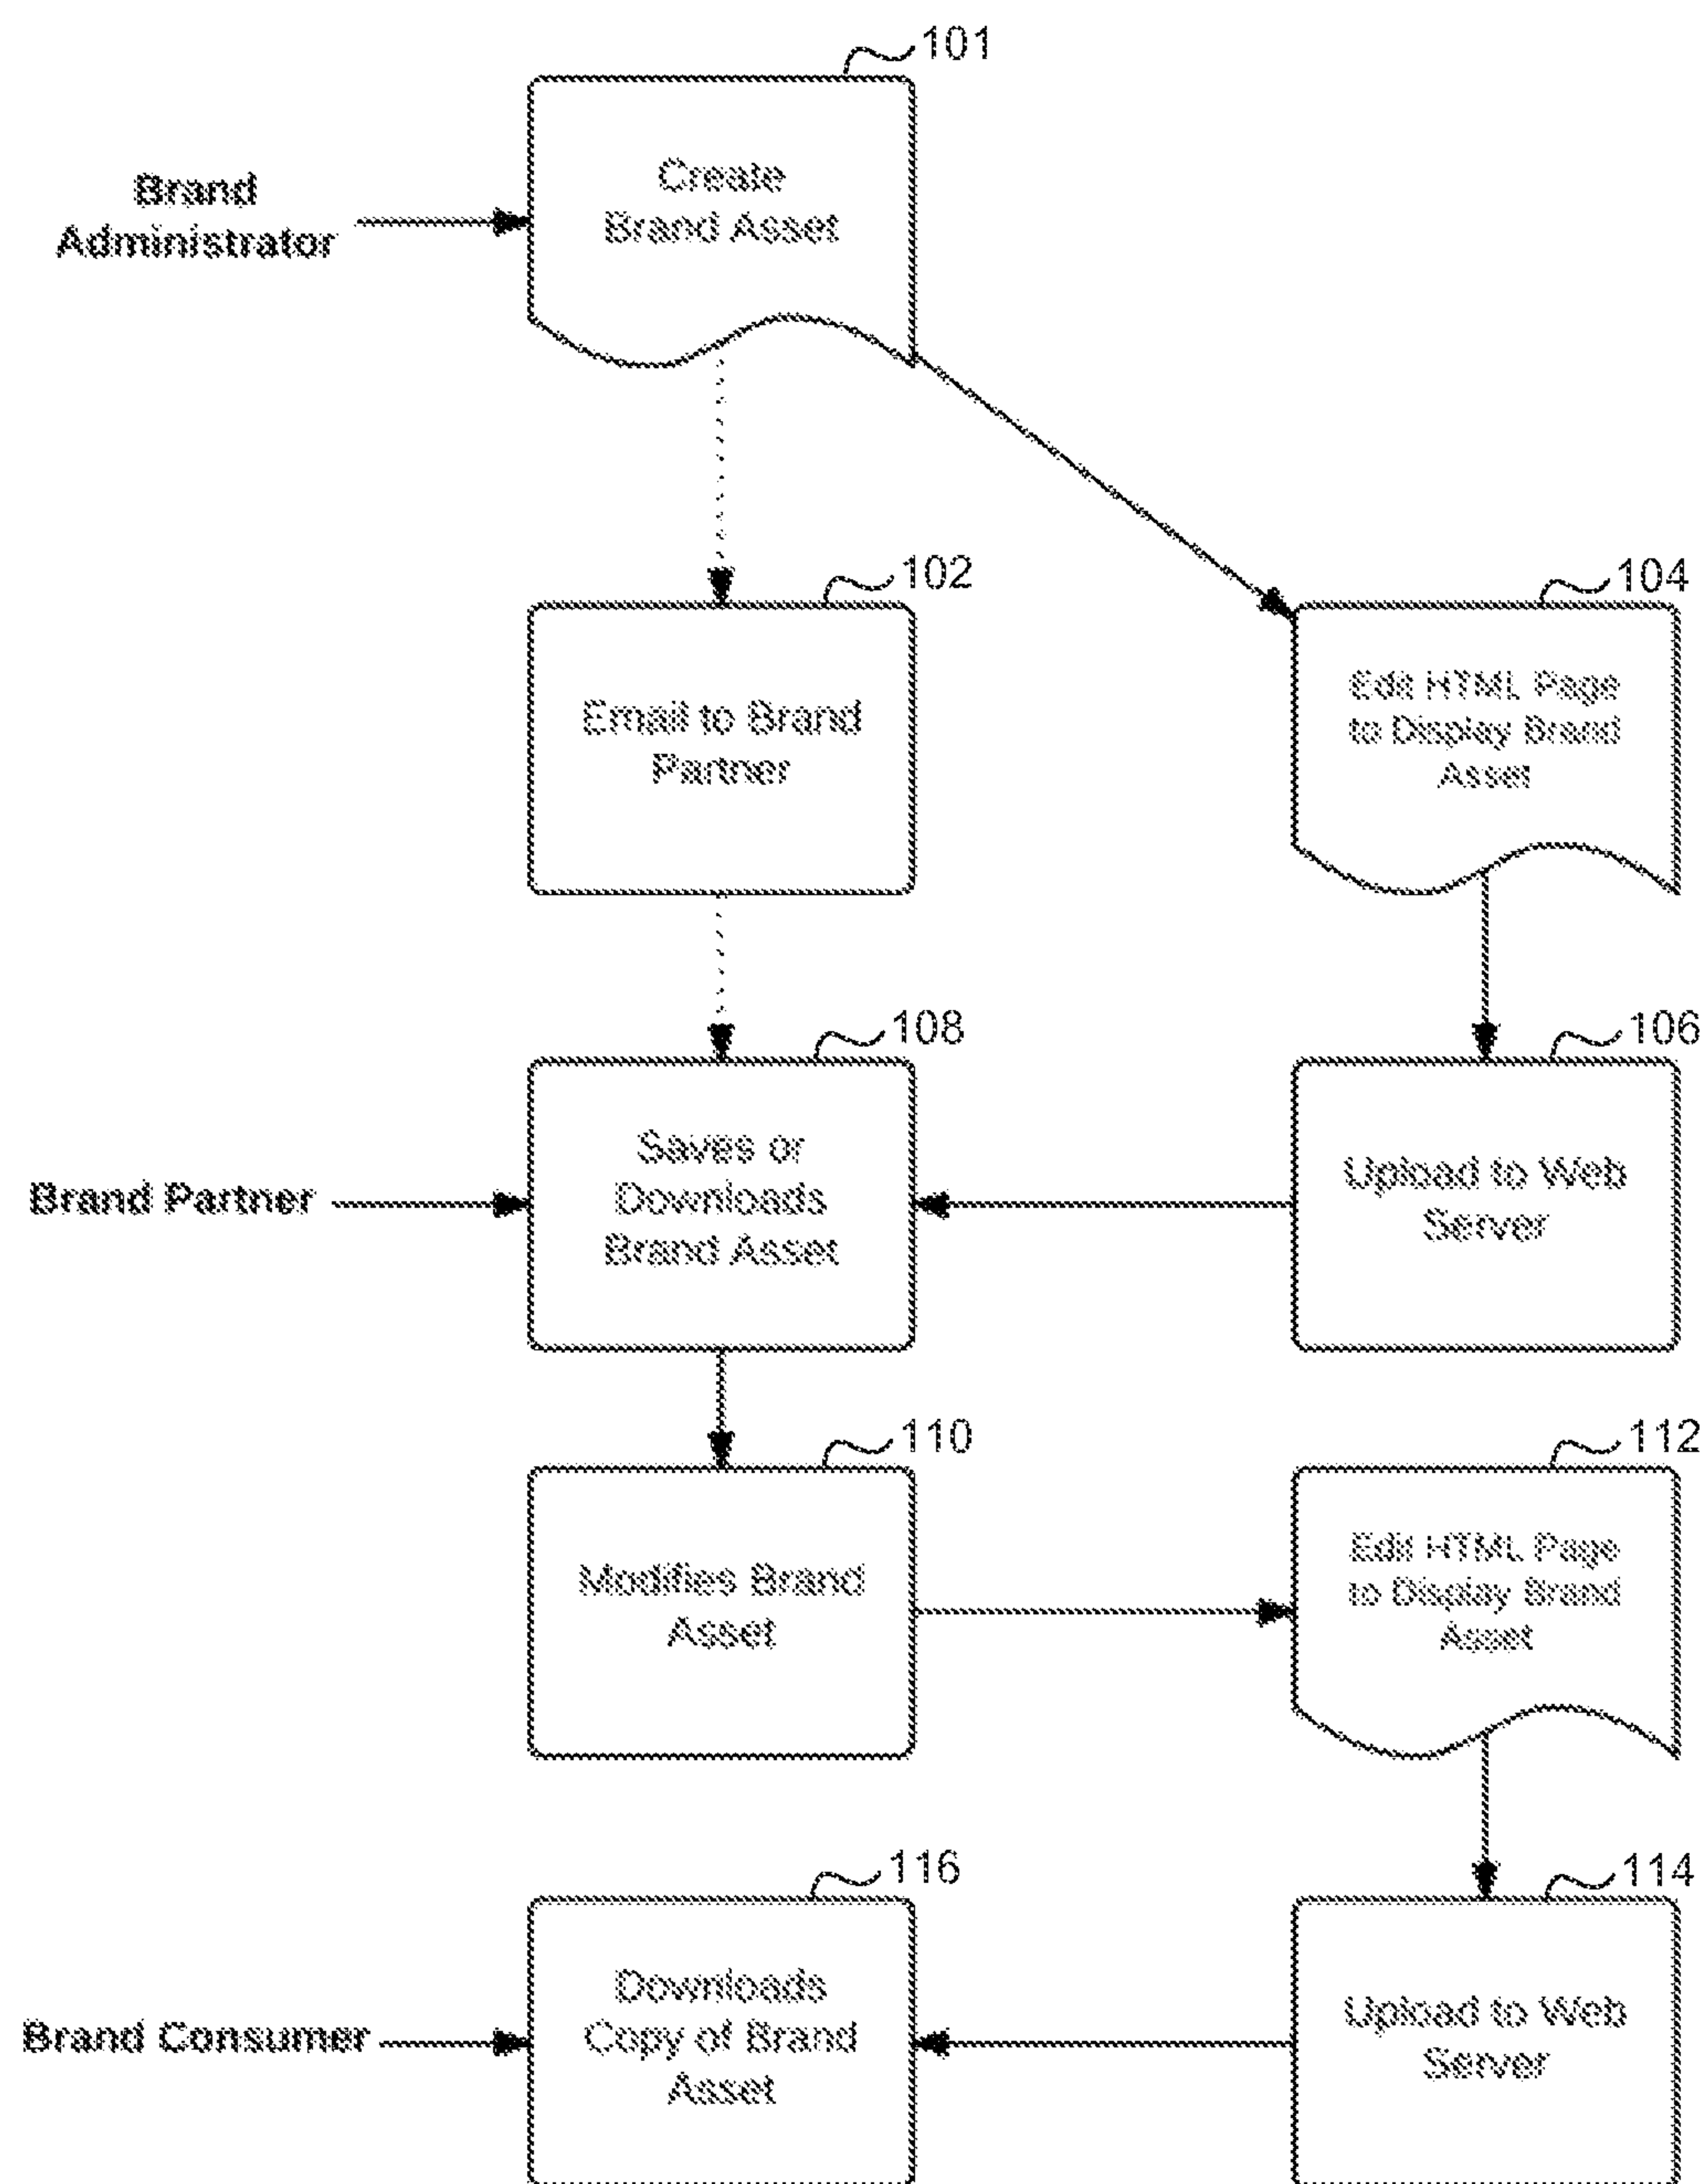 101
Brand
Administrator
Create
Brand Asset
102
104
Email to Brand
Partner
Edit HTML Page
to Display Brand
Asset
108
106
Brand Partner
Saves or
Downloads
Brand Asset
Upload to Web
Server
110
112
Modifies Brand
Asset
Edit HTML Page
to Display Brand
Asset
116
114
Brand Consumer
Downloads
Copy of Brand
Asset
Upload to Web
Server